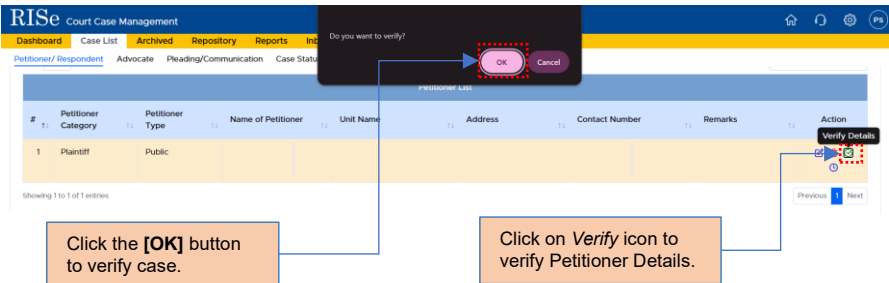 RISe Court Case Management
PS
Dashboard Case List Archived Repository Reports
Do you want to verify?
OK Cancel
Petitioner/ Respondent Advocate Pleading/Communication Case Statu
Petitioner List
# Petitioner Category Petitioner Type Name of Petitioner Unit Name Address Contact Number Remarks Action
Verify Details
1 Plaintiff Public
Showing 1 to 1 of 1 entries
Previous 1 Next
Click the [OK] button
to verify case.
Click on Verify icon to
verify Petitioner Details.